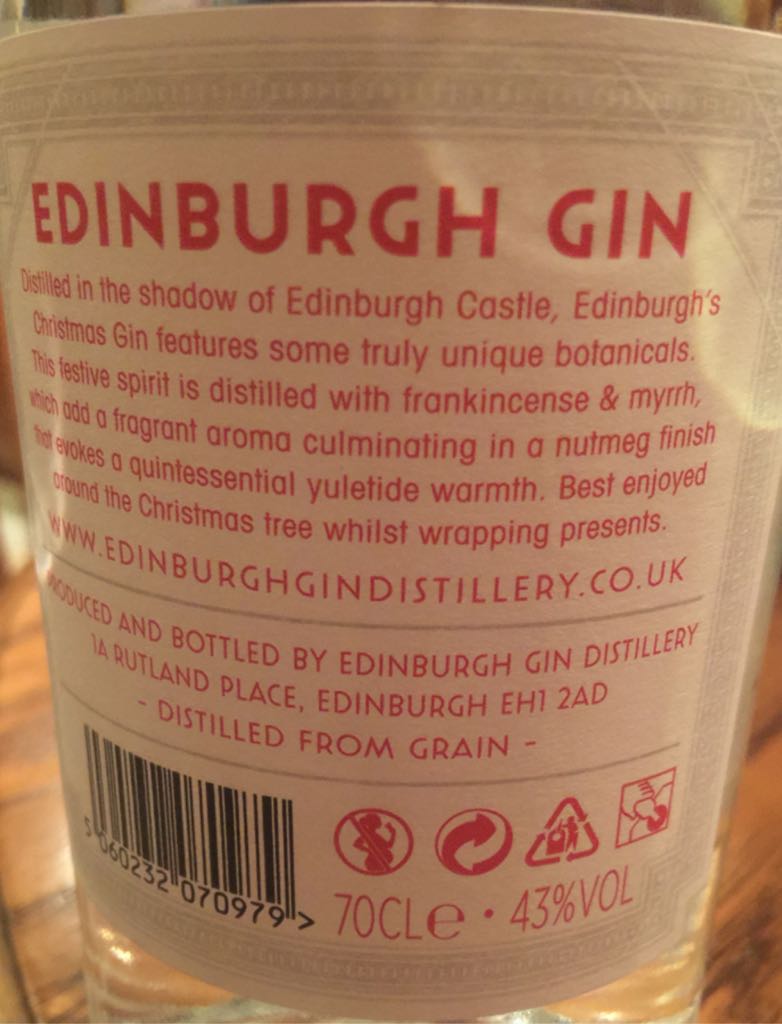 EDINBURGH GIN
Distilled in the shadow of Edinburgh Castle, Edinburgh's
Christmas Gin features some truly unique botanicals.
This festive spirit is distilled with frankincense & myrrh,
which add a fragrant aroma culminating in a nutmeg finish
that evokes a quintessential yuletide warmth. Best enjoyed
around the Christmas tree whilst wrapping presents.
WWW.EDINBURGHGINDISTILLERY.CO.UK
PRODUCED AND BOTTLED BY EDINBURGH GIN DISTILLERY
1A RUTLAND PLACE, EDINBURGH EH1 2AD
- DISTILLED FROM GRAIN -
5 060232 070979 >
70CLe • 43%VOL